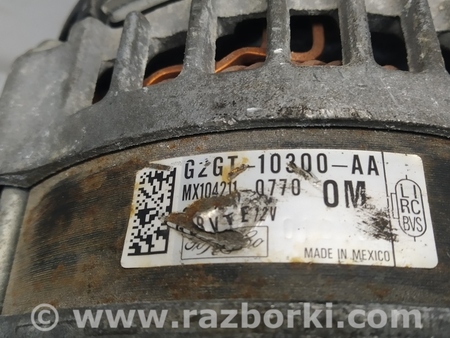 G2GT-10300-AA
MX104211 0770 OM
12V
MADE IN MEXICO
LI
RC
BVS
www.razborki.com